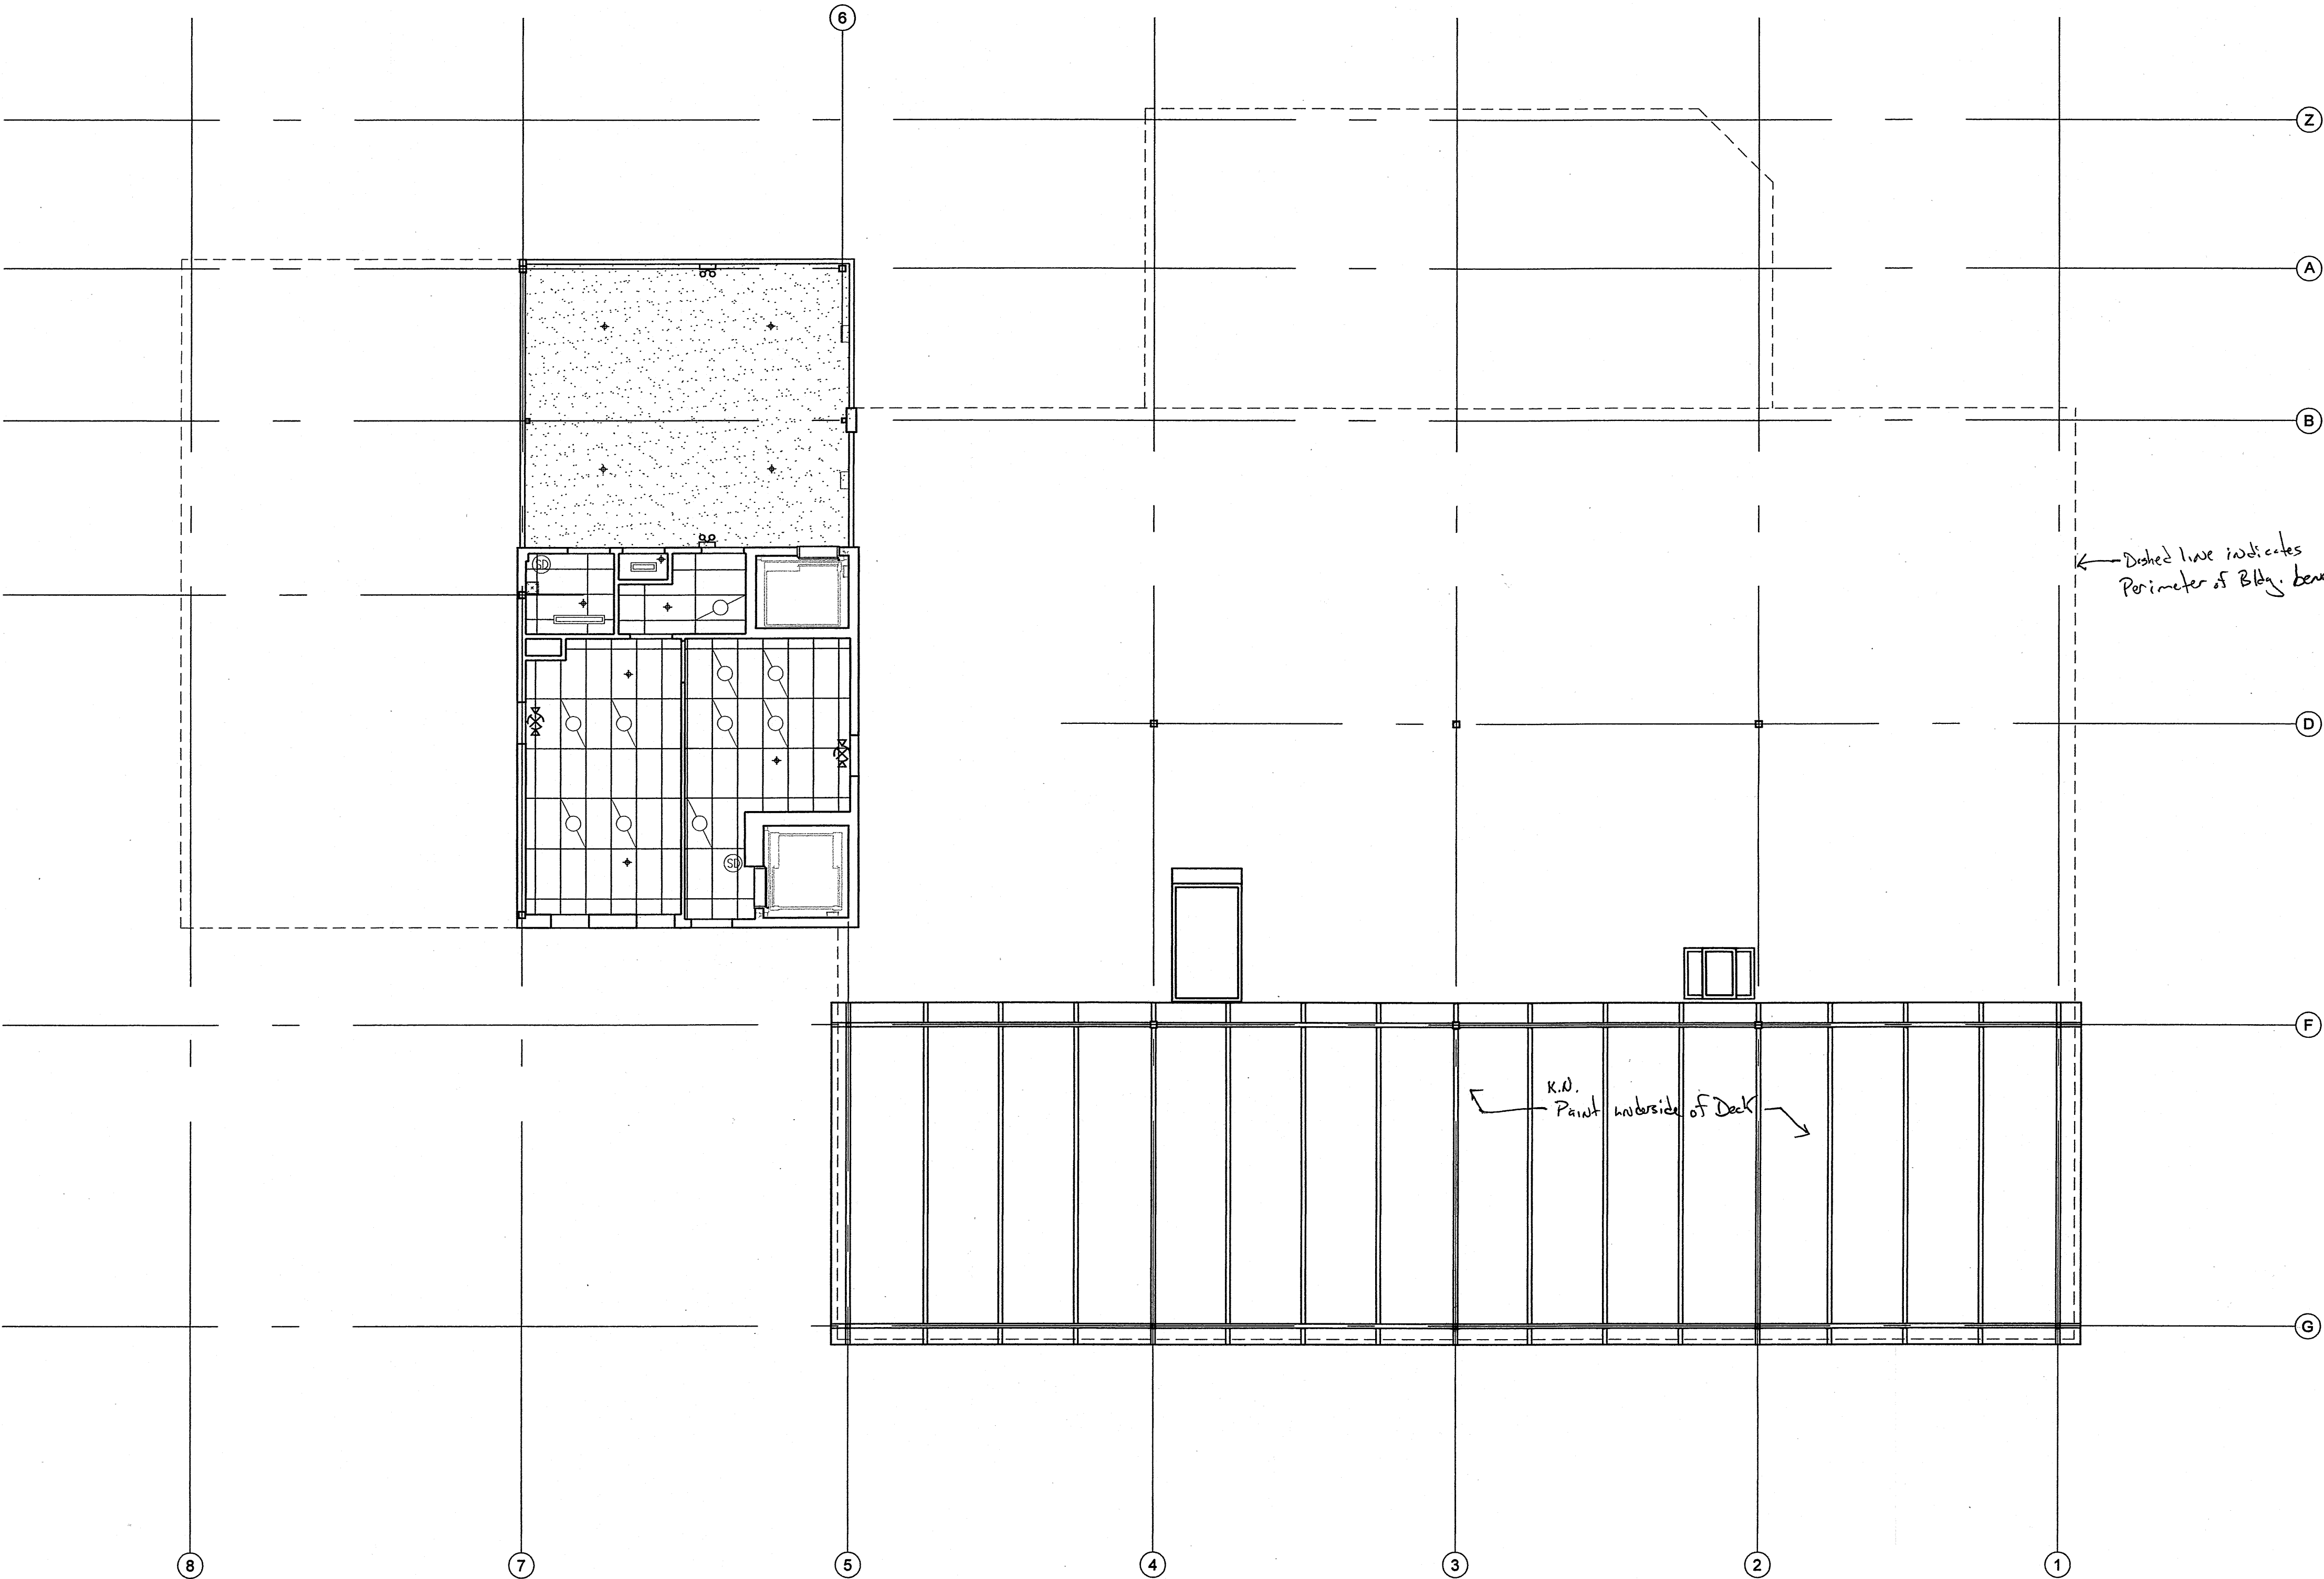 6
Z
A
B
Dashed line indicates
Perimeter of Bldg.
SD
D
SD
F
K.N.
Paint underside of Deck
G
8
7
5
4
3
2
1